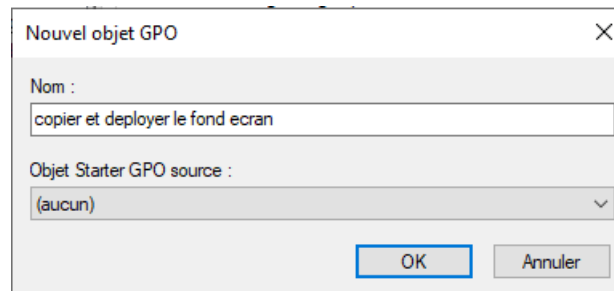 Nouvel objet GPO
Nom :
copier et deployer le fond ecran
Objet Starter GPO source :
(aucun)
OK
Annuler